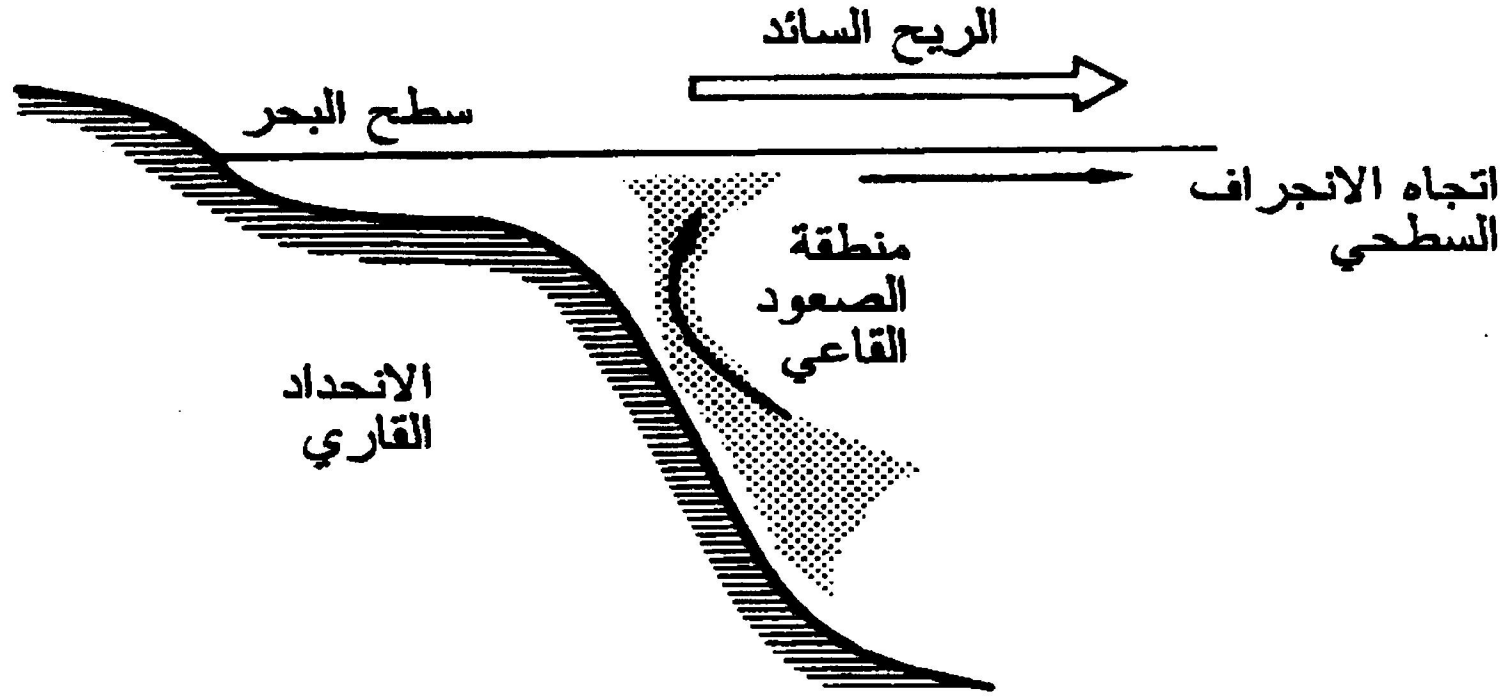 الريح السائد
سطح البحر
اتجاه الانجراف
السطحي
منطقة
الصعود
القاعي
الانحداد
القاري